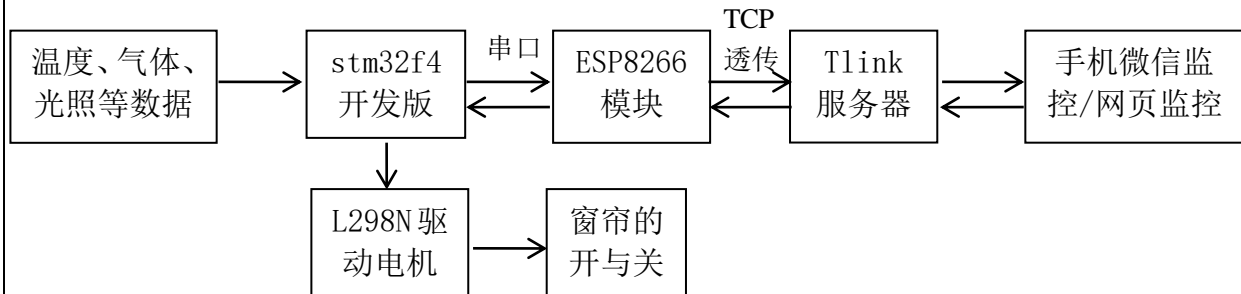 温度、气体、
光照等数据
stm32f4
开发版
串口
ESP8266
模块
TCP
透传
Tlink
服务器
手机微信监
控/网页监控
L298N驱
动电机
窗帘的
开与关